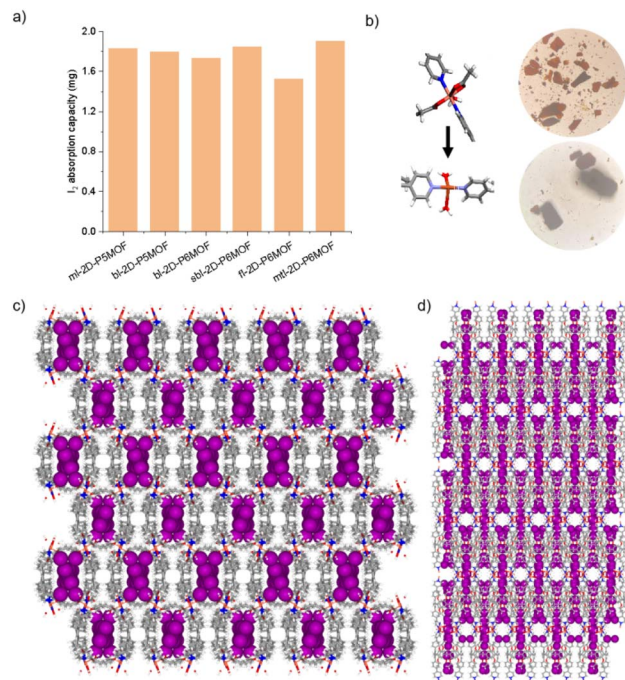 a)
b)
I₂ absorption capacity (mg)
2.0
1.6
1.2
0.8
0.4
0.0
ml-2D-P5MOF
bl-2D-P5MOF
bl-2D-P6MOF
sbl-2D-P6MOF
fl-2D-P6MOF
mtl-2D-P6MOF
c)
d)